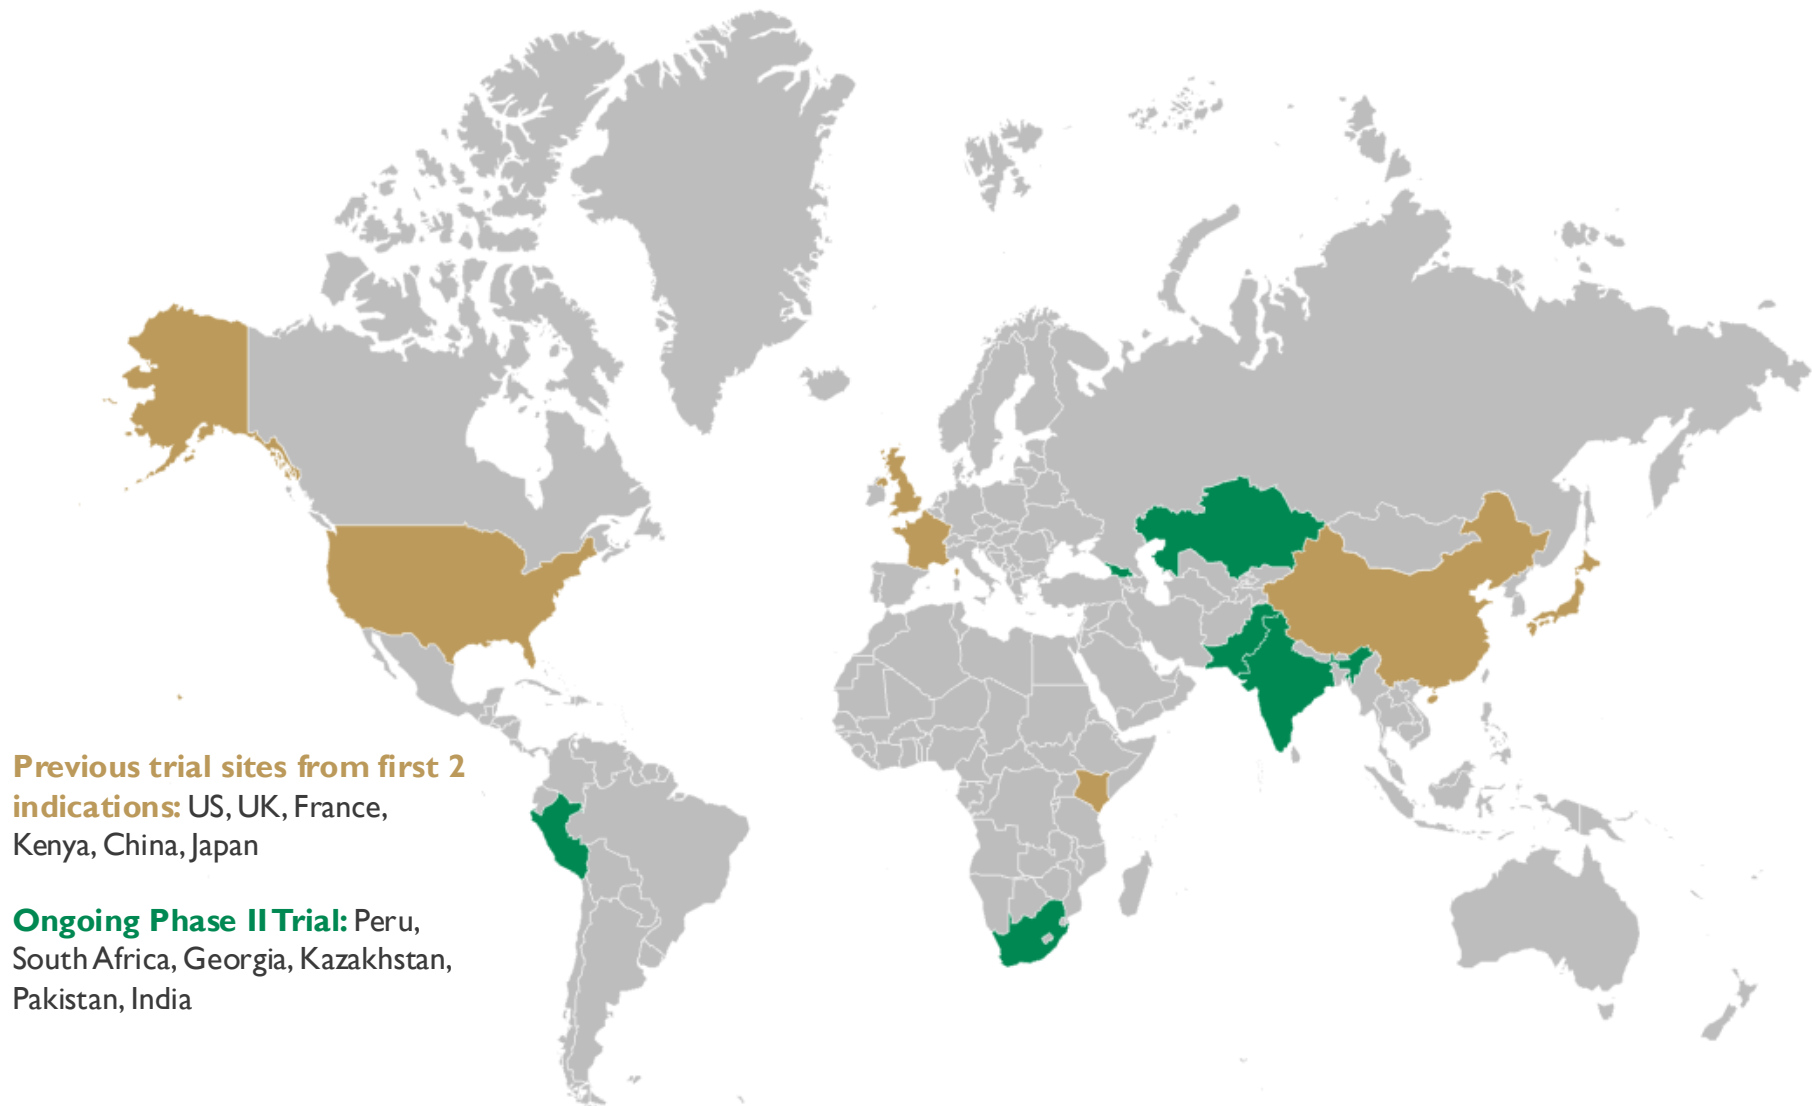 Previous trial sites from first 2
indications: US, UK, France,
Kenya, China, Japan
Ongoing Phase II Trial: Peru,
South Africa, Georgia, Kazakhstan,
Pakistan, India